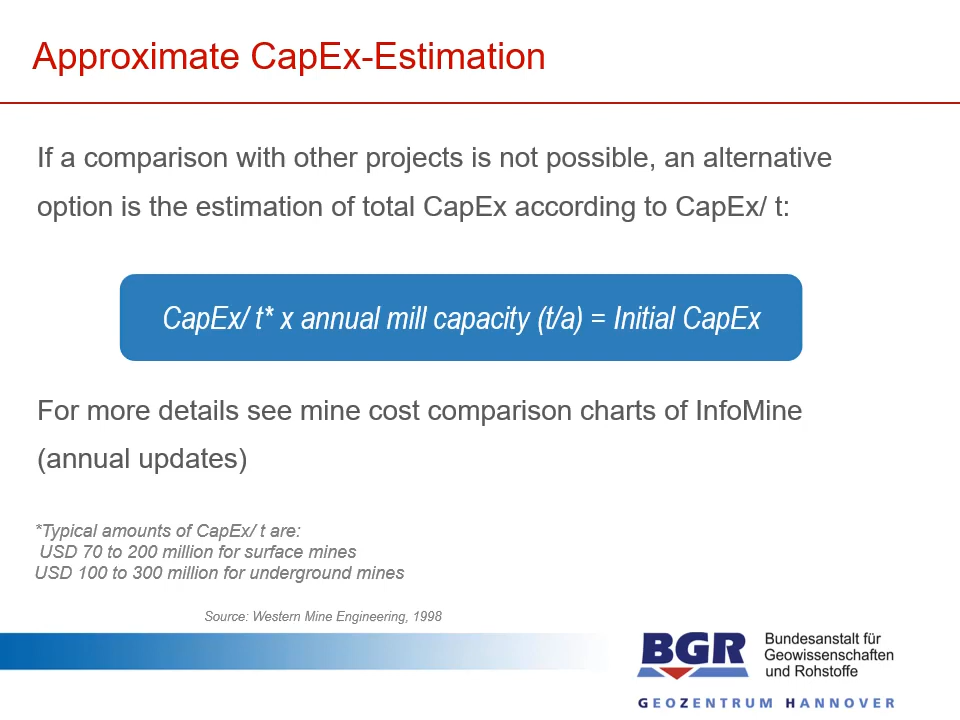 Approximate CapEx-Estimation
If a comparison with other projects is not possible, an alternative
option is the estimation of total CapEx according to CapEx/ t:
CapEx/ t* x annual mill capacity (t/a) = Initial CapEx
For more details see mine cost comparison charts of InfoMine
(annual updates)
*Typical amounts of CapEx/ t are:
USD 70 to 200 million for surface mines
USD 100 to 300 million for underground mines
Source: Western Mine Engineering, 1998
BGR
Bundesanstalt für
Geowissenschaften
und Rohstoffe
GEOZENTRUM HANNOVER